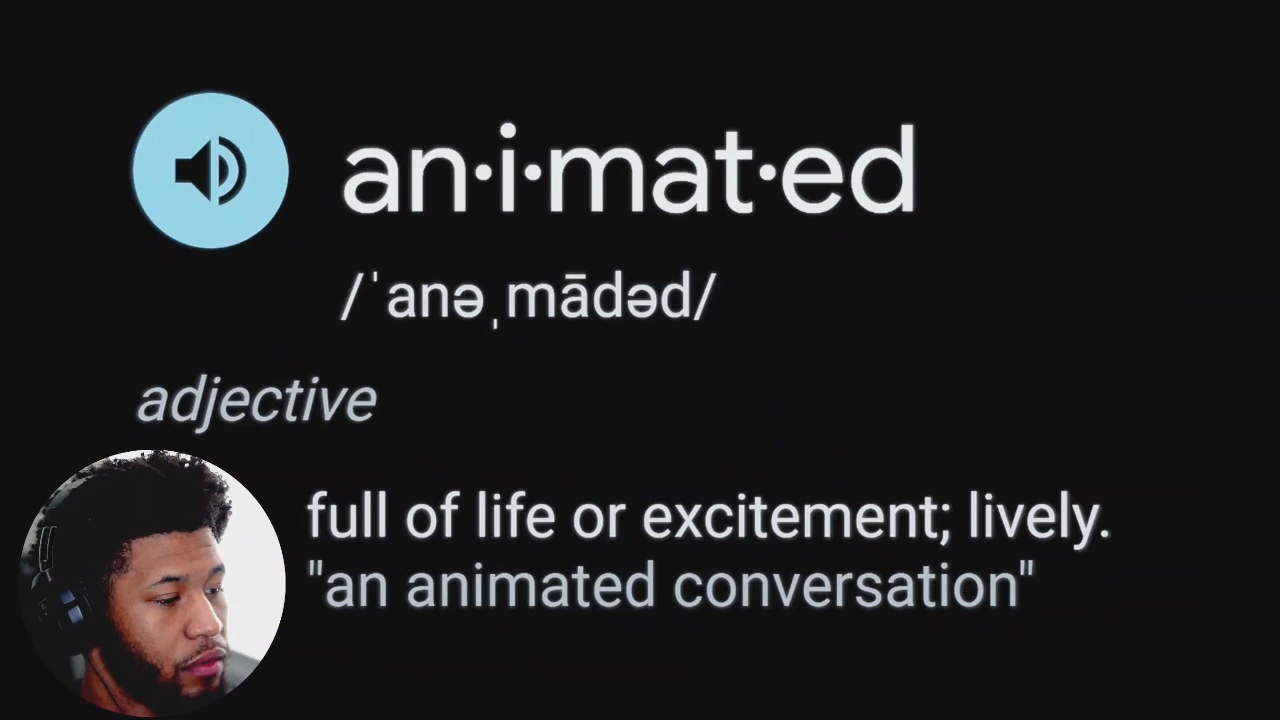 an·i·mat·ed
/ˈanəˌmādəd/
adjective
full of life or excitement; lively.
"an animated conversation"